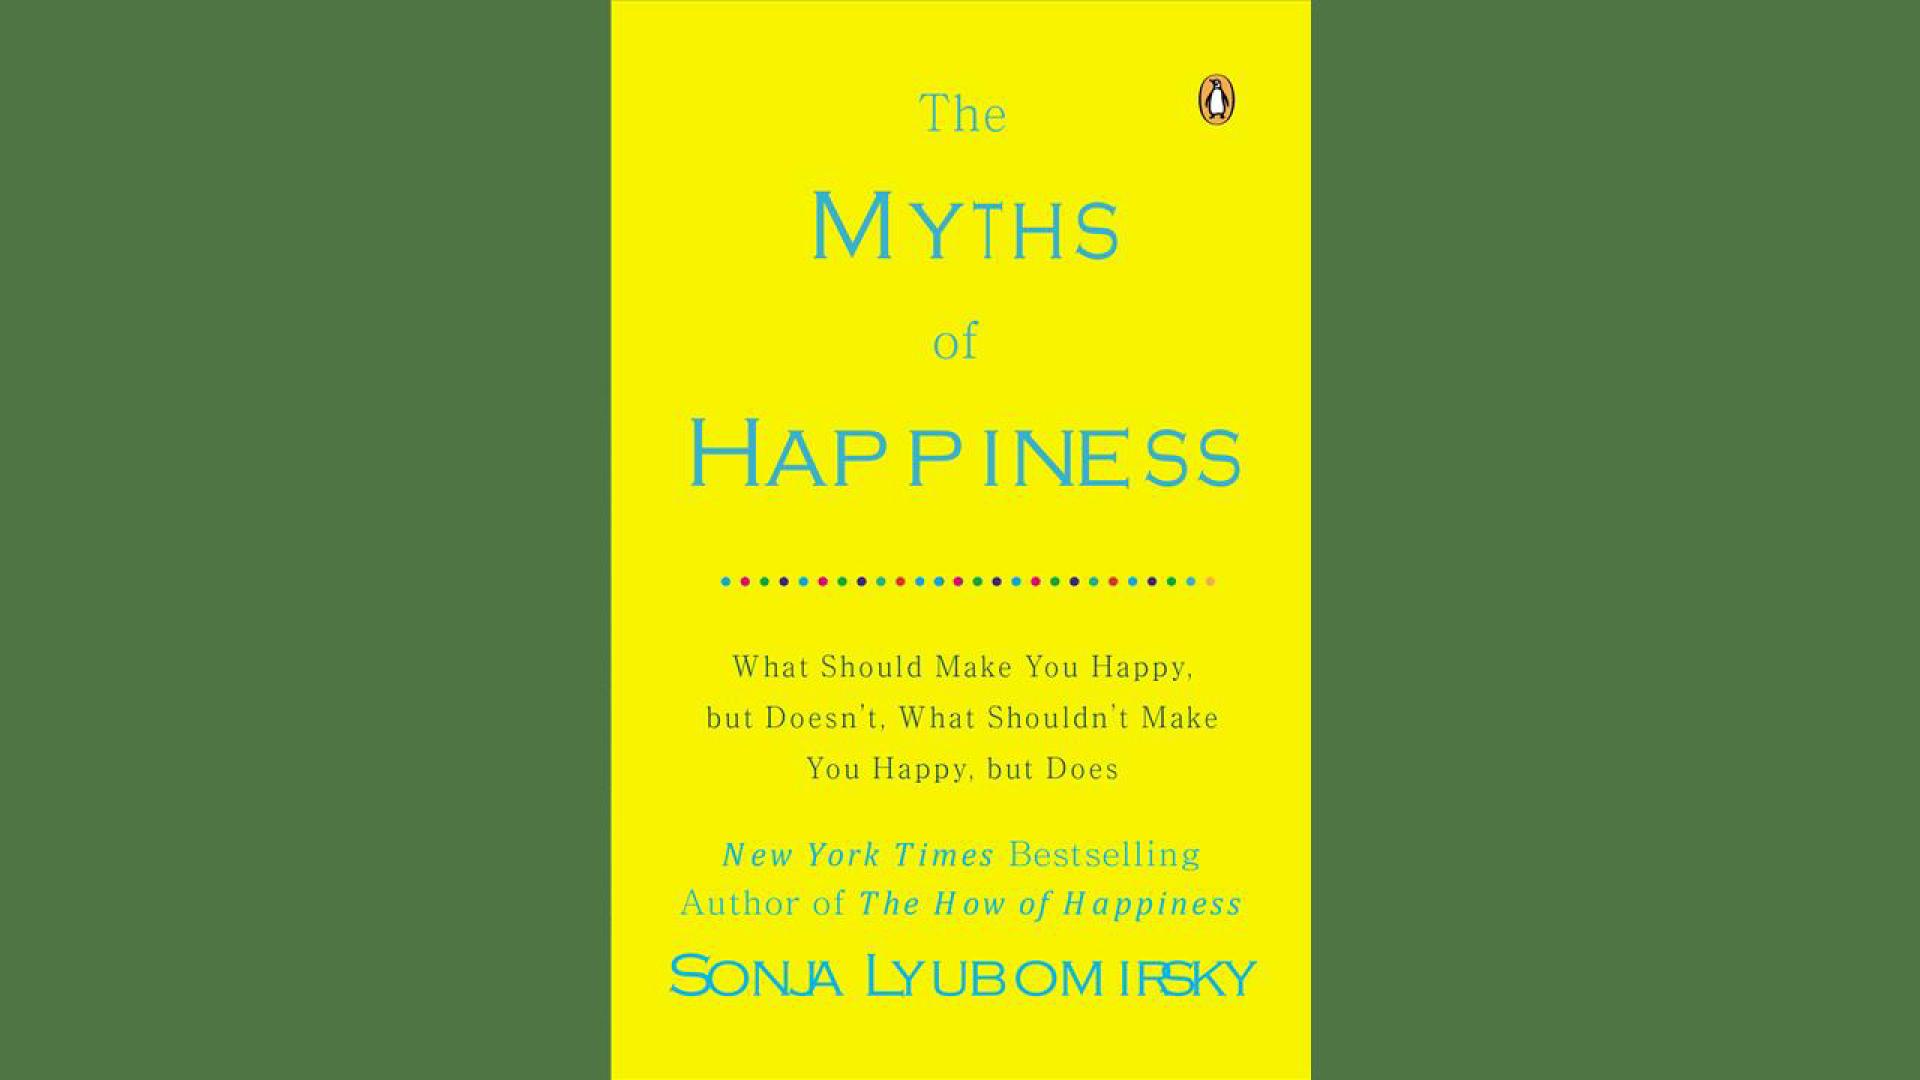 The
MYTHS
of
HAPPINESS
What Should Make You Happy,
but Doesn't, What Shouldn't Make
You Happy, but Does
New York Times Bestselling
Author of The How of Happiness
SONJA LYUBOMIRSKY